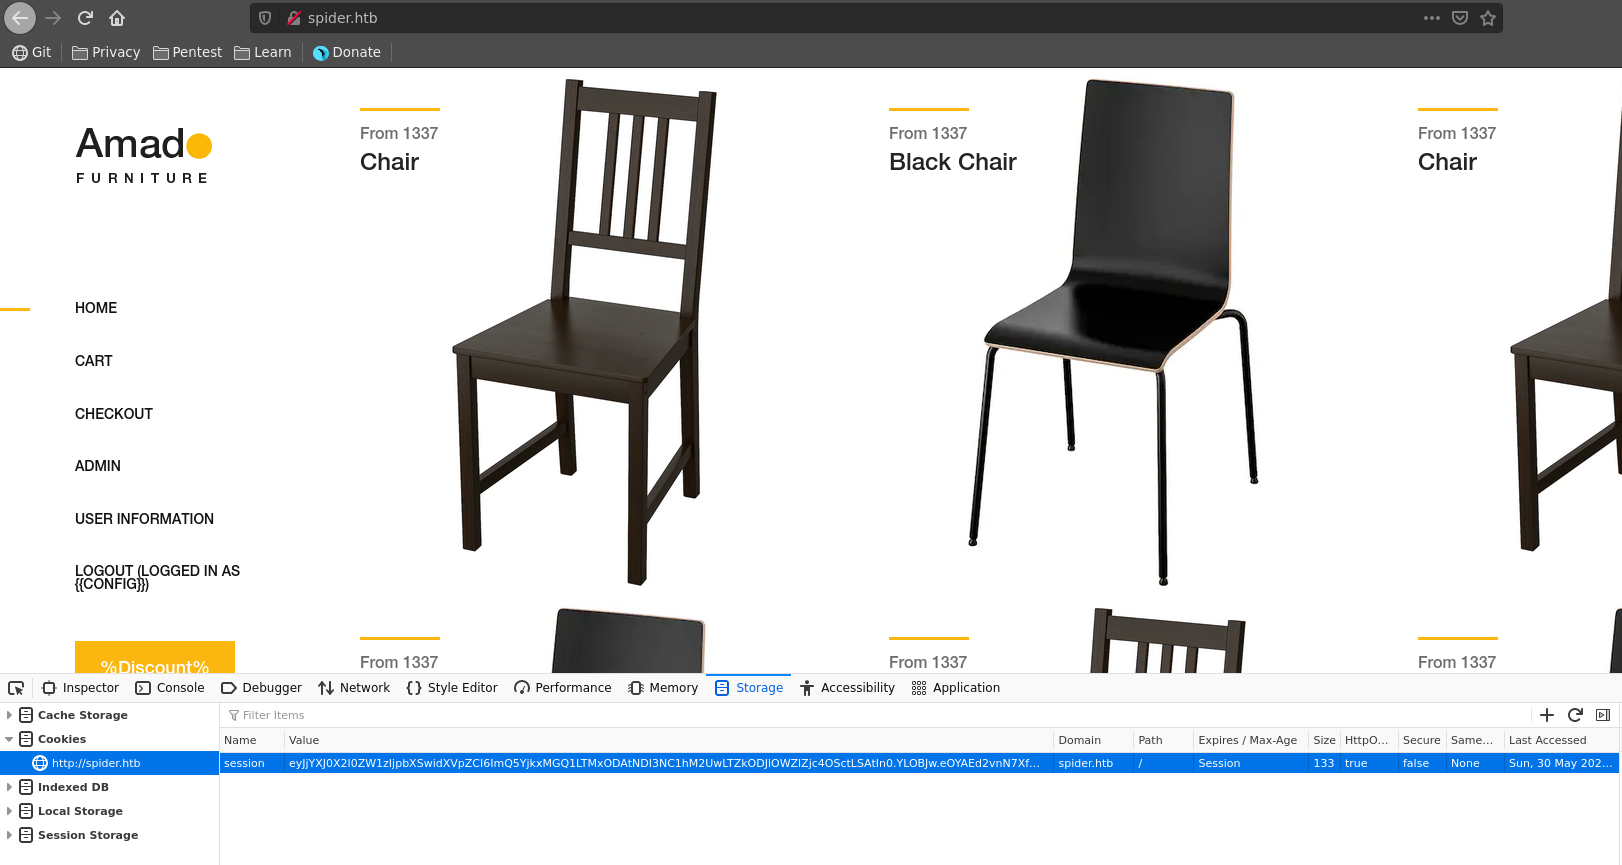 spider.htb
Git Privacy Pentest Learn Donate
Amado
FURNITURE
HOME
CART
CHECKOUT
ADMIN
USER INFORMATION
LOGOUT (LOGGED IN AS
{{CONFIG}})
%Discount%
From 1337
Chair
From 1337
Black Chair
From 1337
Chair
From 1337
From 1337
From 1337
Inspector Console Debugger Network Style Editor Performance Memory Storage Accessibility Application
Cache Storage
Cookies
http://spider.htb
Indexed DB
Local Storage
Session Storage
Filter Items
Name Value Domain Path Expires / Max-Age Size HttpO... Secure Same... Last Accessed
session spider.htb / Session 133 true false None Sun, 30 May 202...